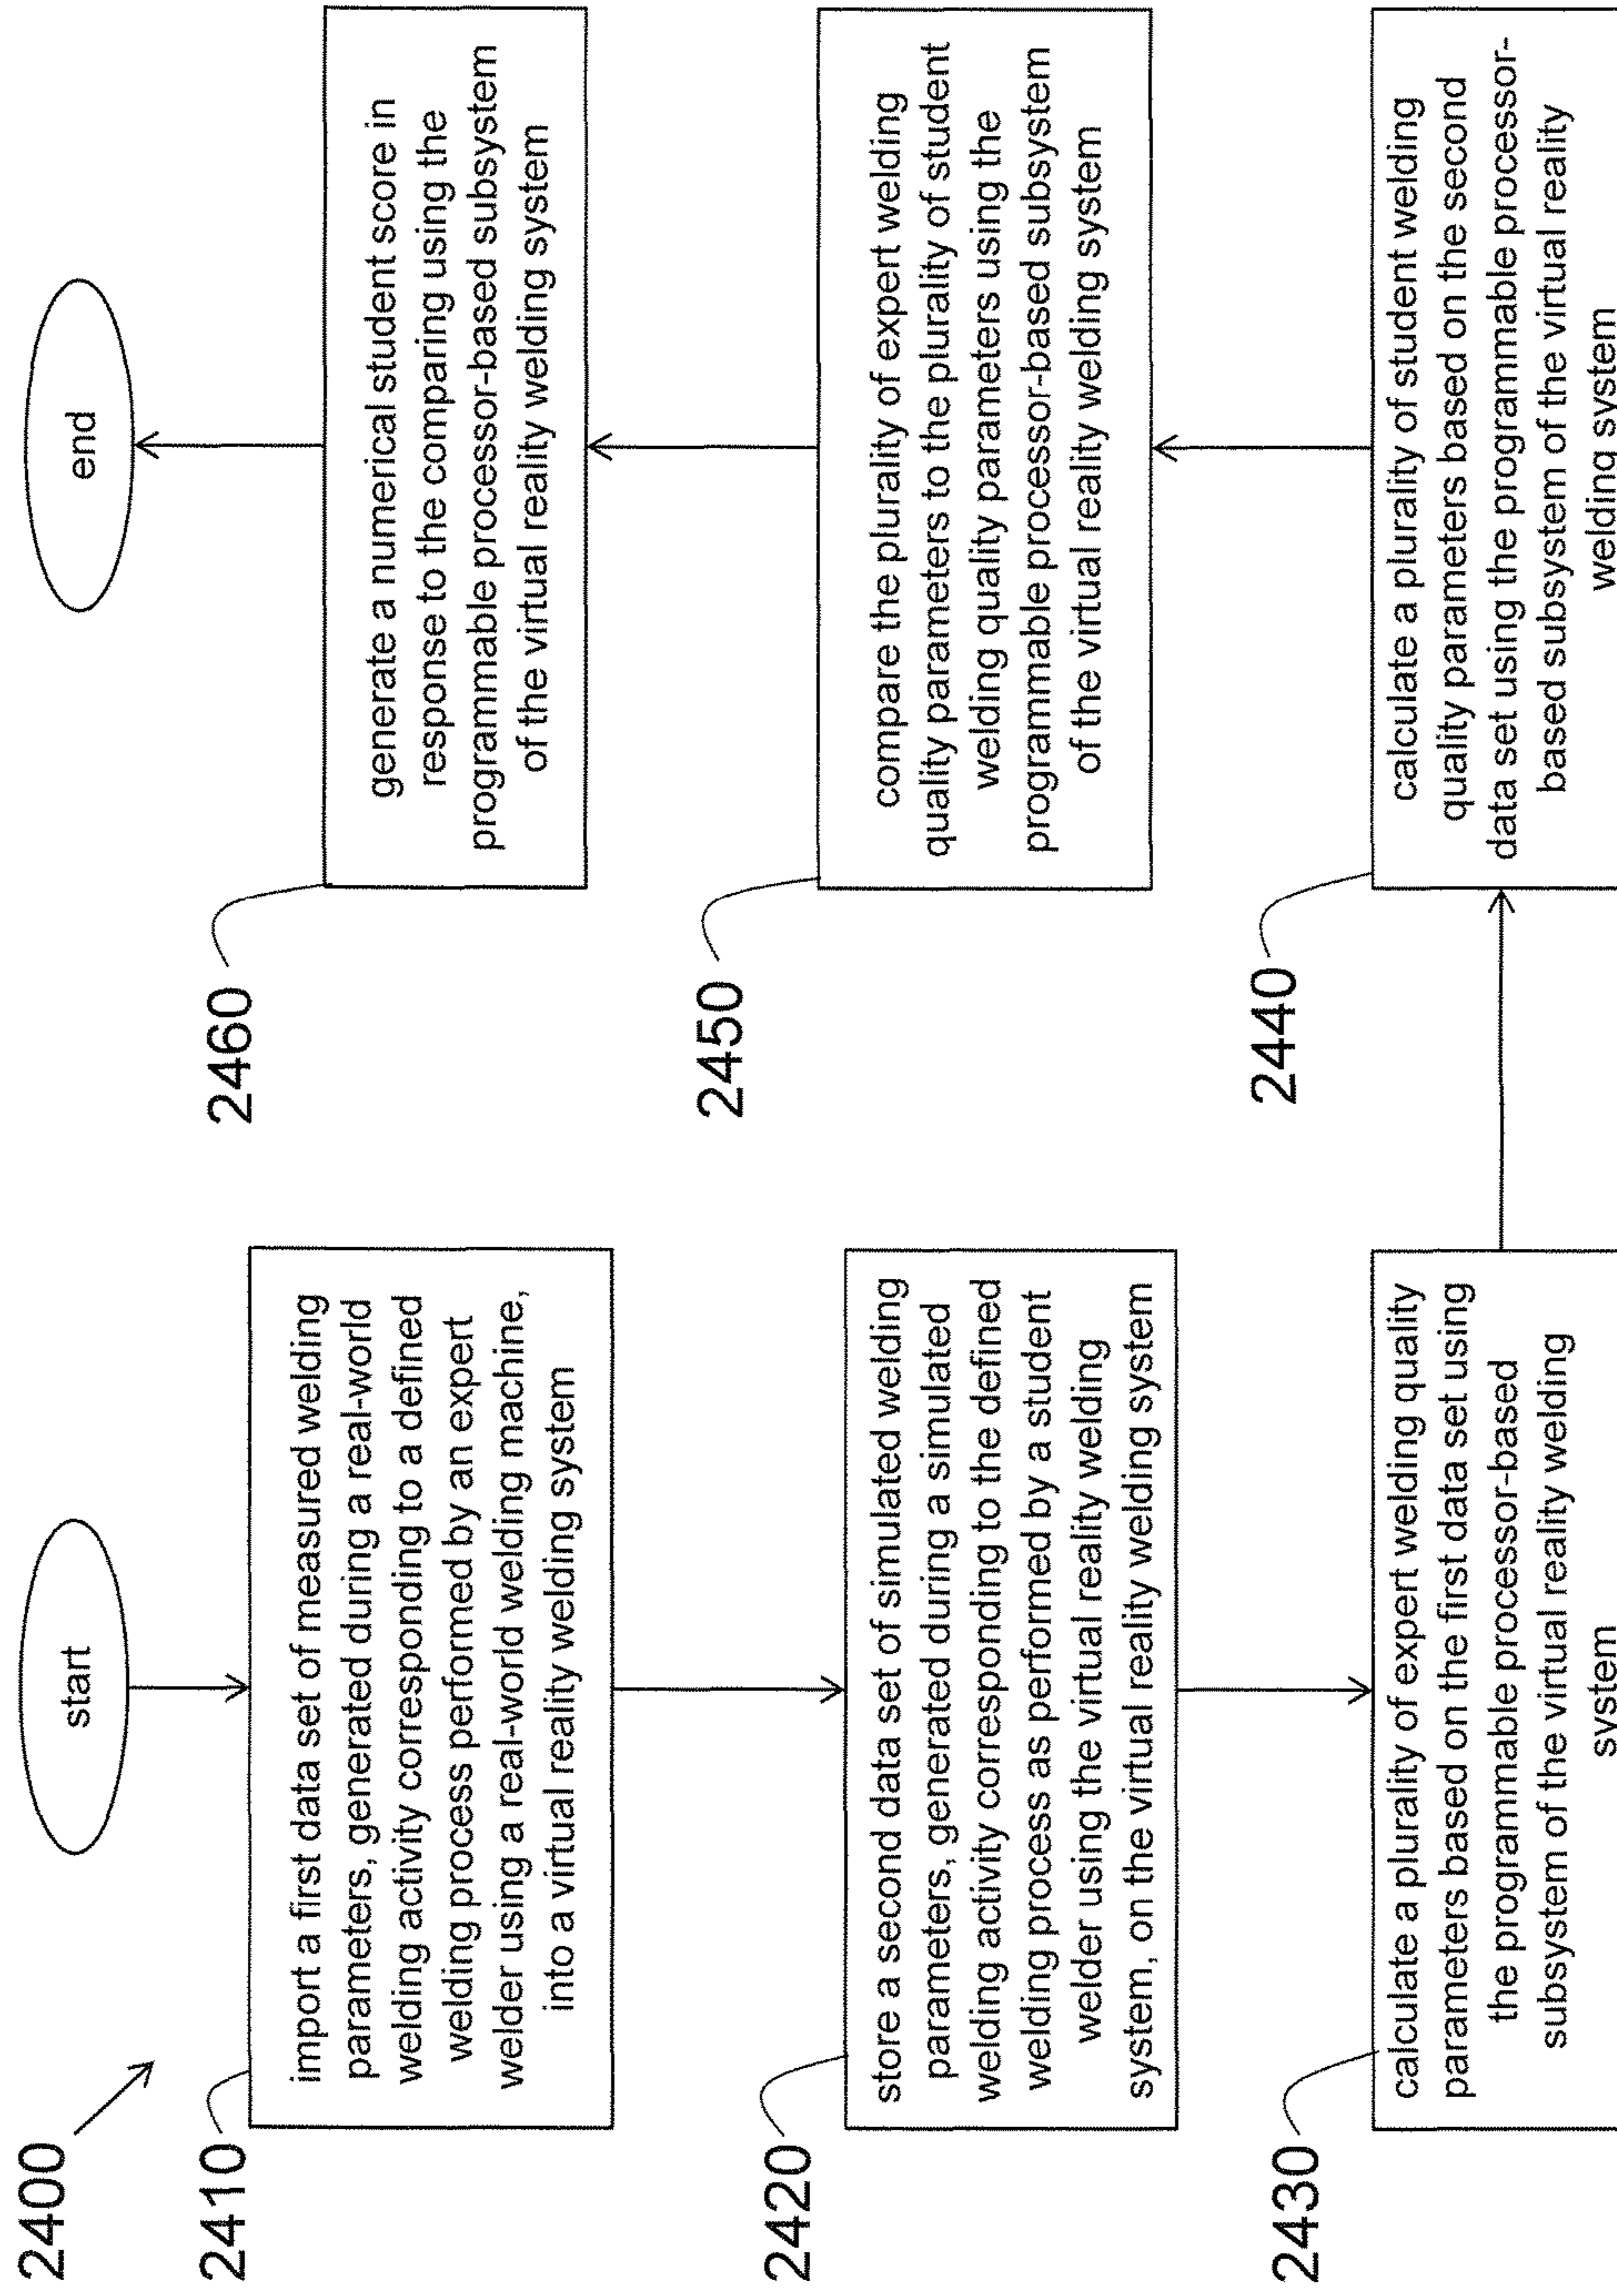 2400
start
2410
import a first data set of measured welding
parameters, generated during a real-world
welding activity corresponding to a defined
welding process performed by an expert
welder using a real-world welding machine,
into a virtual reality welding system
2420
store a second data set of simulated welding
parameters, generated during a simulated
welding activity corresponding to the defined
welding process as performed by a student
welder using the virtual reality welding
system, on the virtual reality welding system
2430
calculate a plurality of expert welding quality
parameters based on the first data set using
the programmable processor-based
subsystem of the virtual reality welding
system
2440
calculate a plurality of student welding
quality parameters based on the second
data set using the programmable processor-
based subsystem of the virtual reality
welding system
2450
compare the plurality of expert welding
quality parameters to the plurality of student
welding quality parameters using the
programmable processor-based subsystem
of the virtual reality welding system
2460
generate a numerical student score in
response to the comparing using the
programmable processor-based subsystem
of the virtual reality welding system
end